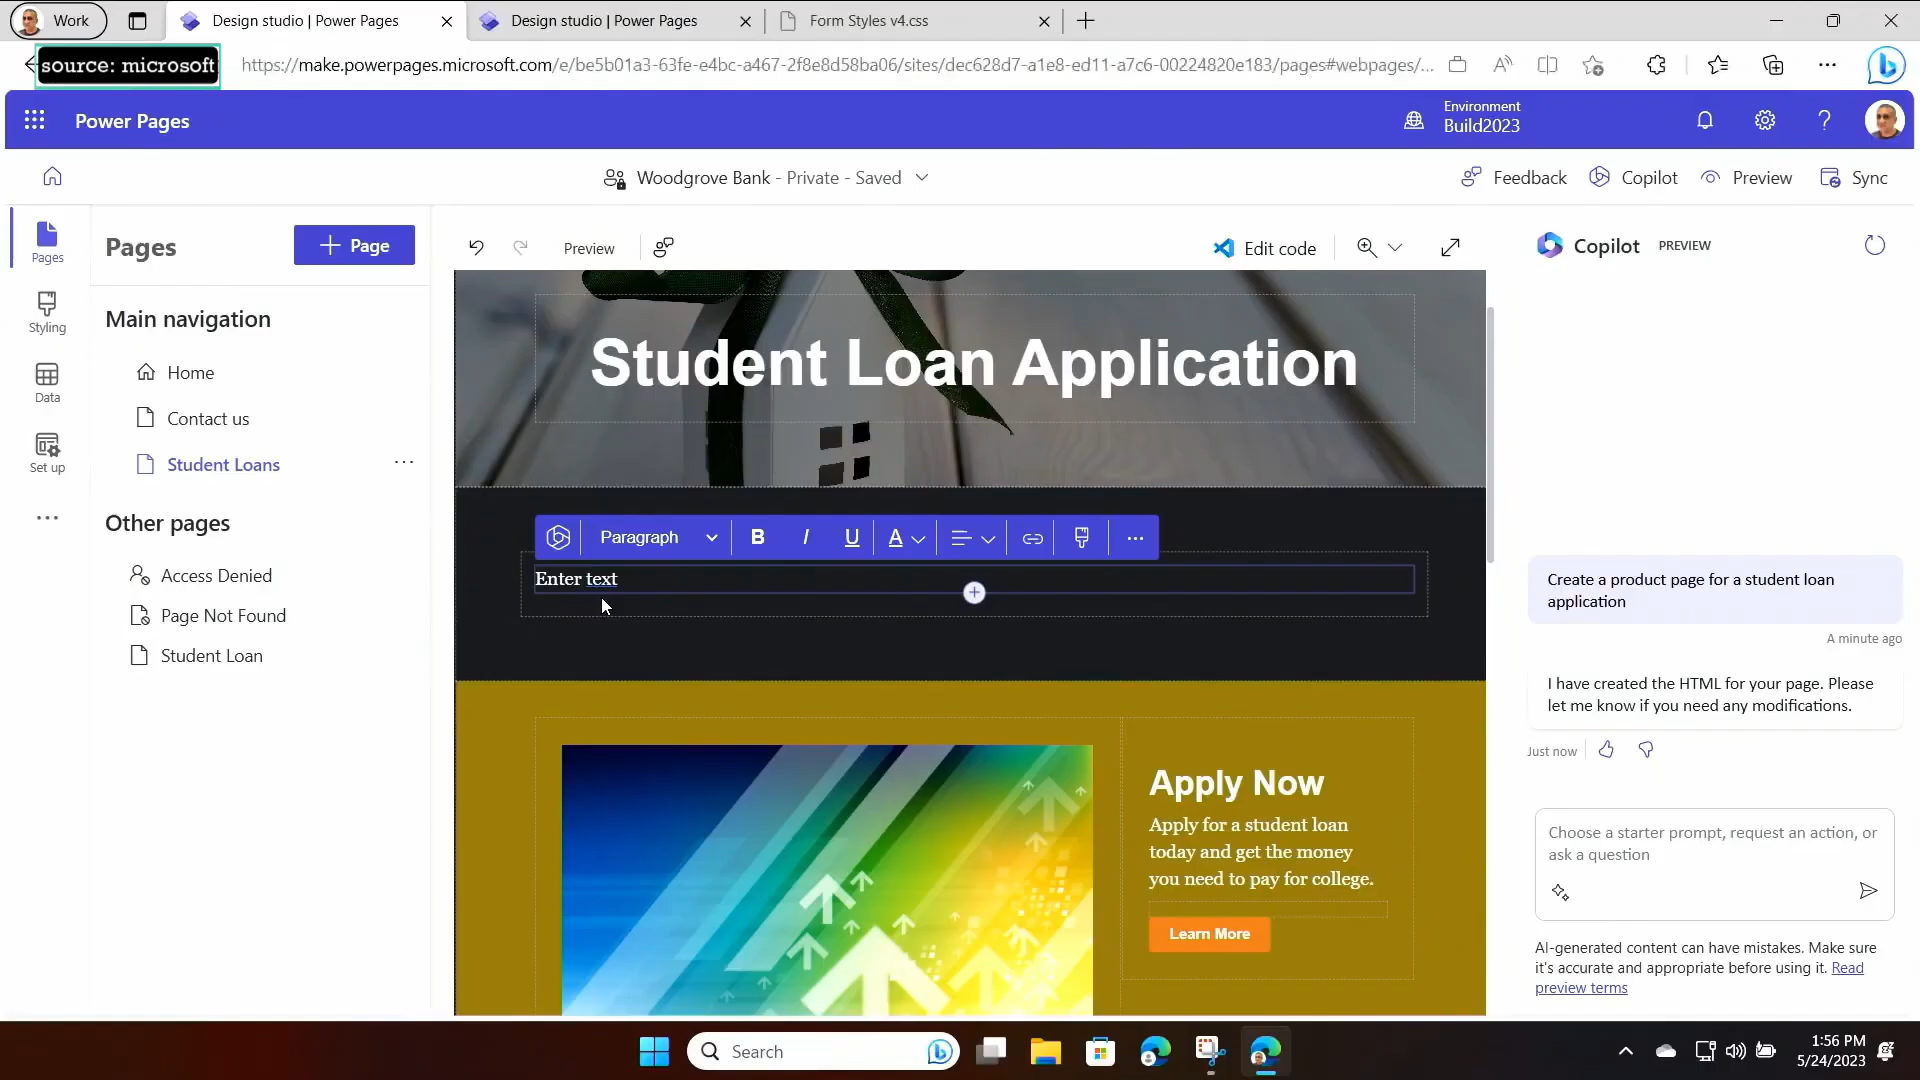 Work
Design studio | Power Pages
Design studio | Power Pages
Form Styles v4.css
source: microsoft
https://make.powerpages.microsoft.com/e/be5b01a3-63fe-e4bc-a467-2f8e8d58ba06/sites/dec628d7-a1e8-ed11-a7c6-00224820e183/pages#webpages/...
Power Pages
Environment
Build2023
Woodgrove Bank - Private - Saved
Feedback
Copilot
Preview
Sync
Pages
Styling
Data
Set up
Pages
Page
Main navigation
Home
Contact us
Student Loans
Other pages
Access Denied
Page Not Found
Student Loan
Preview
Edit code
Student Loan Application
Paragraph
B I U A
Enter text
Apply Now
Apply for a student loan
today and get the money
you need to pay for college.
Learn More
Copilot PREVIEW
Create a product page for a student loan
application
A minute ago
I have created the HTML for your page. Please
let me know if you need any modifications.
Just now
Choose a starter prompt, request an action, or
ask a question
AI-generated content can have mistakes. Make sure
it's accurate and appropriate before using it. Read
preview terms
Search
1:56 PM
5/24/2023